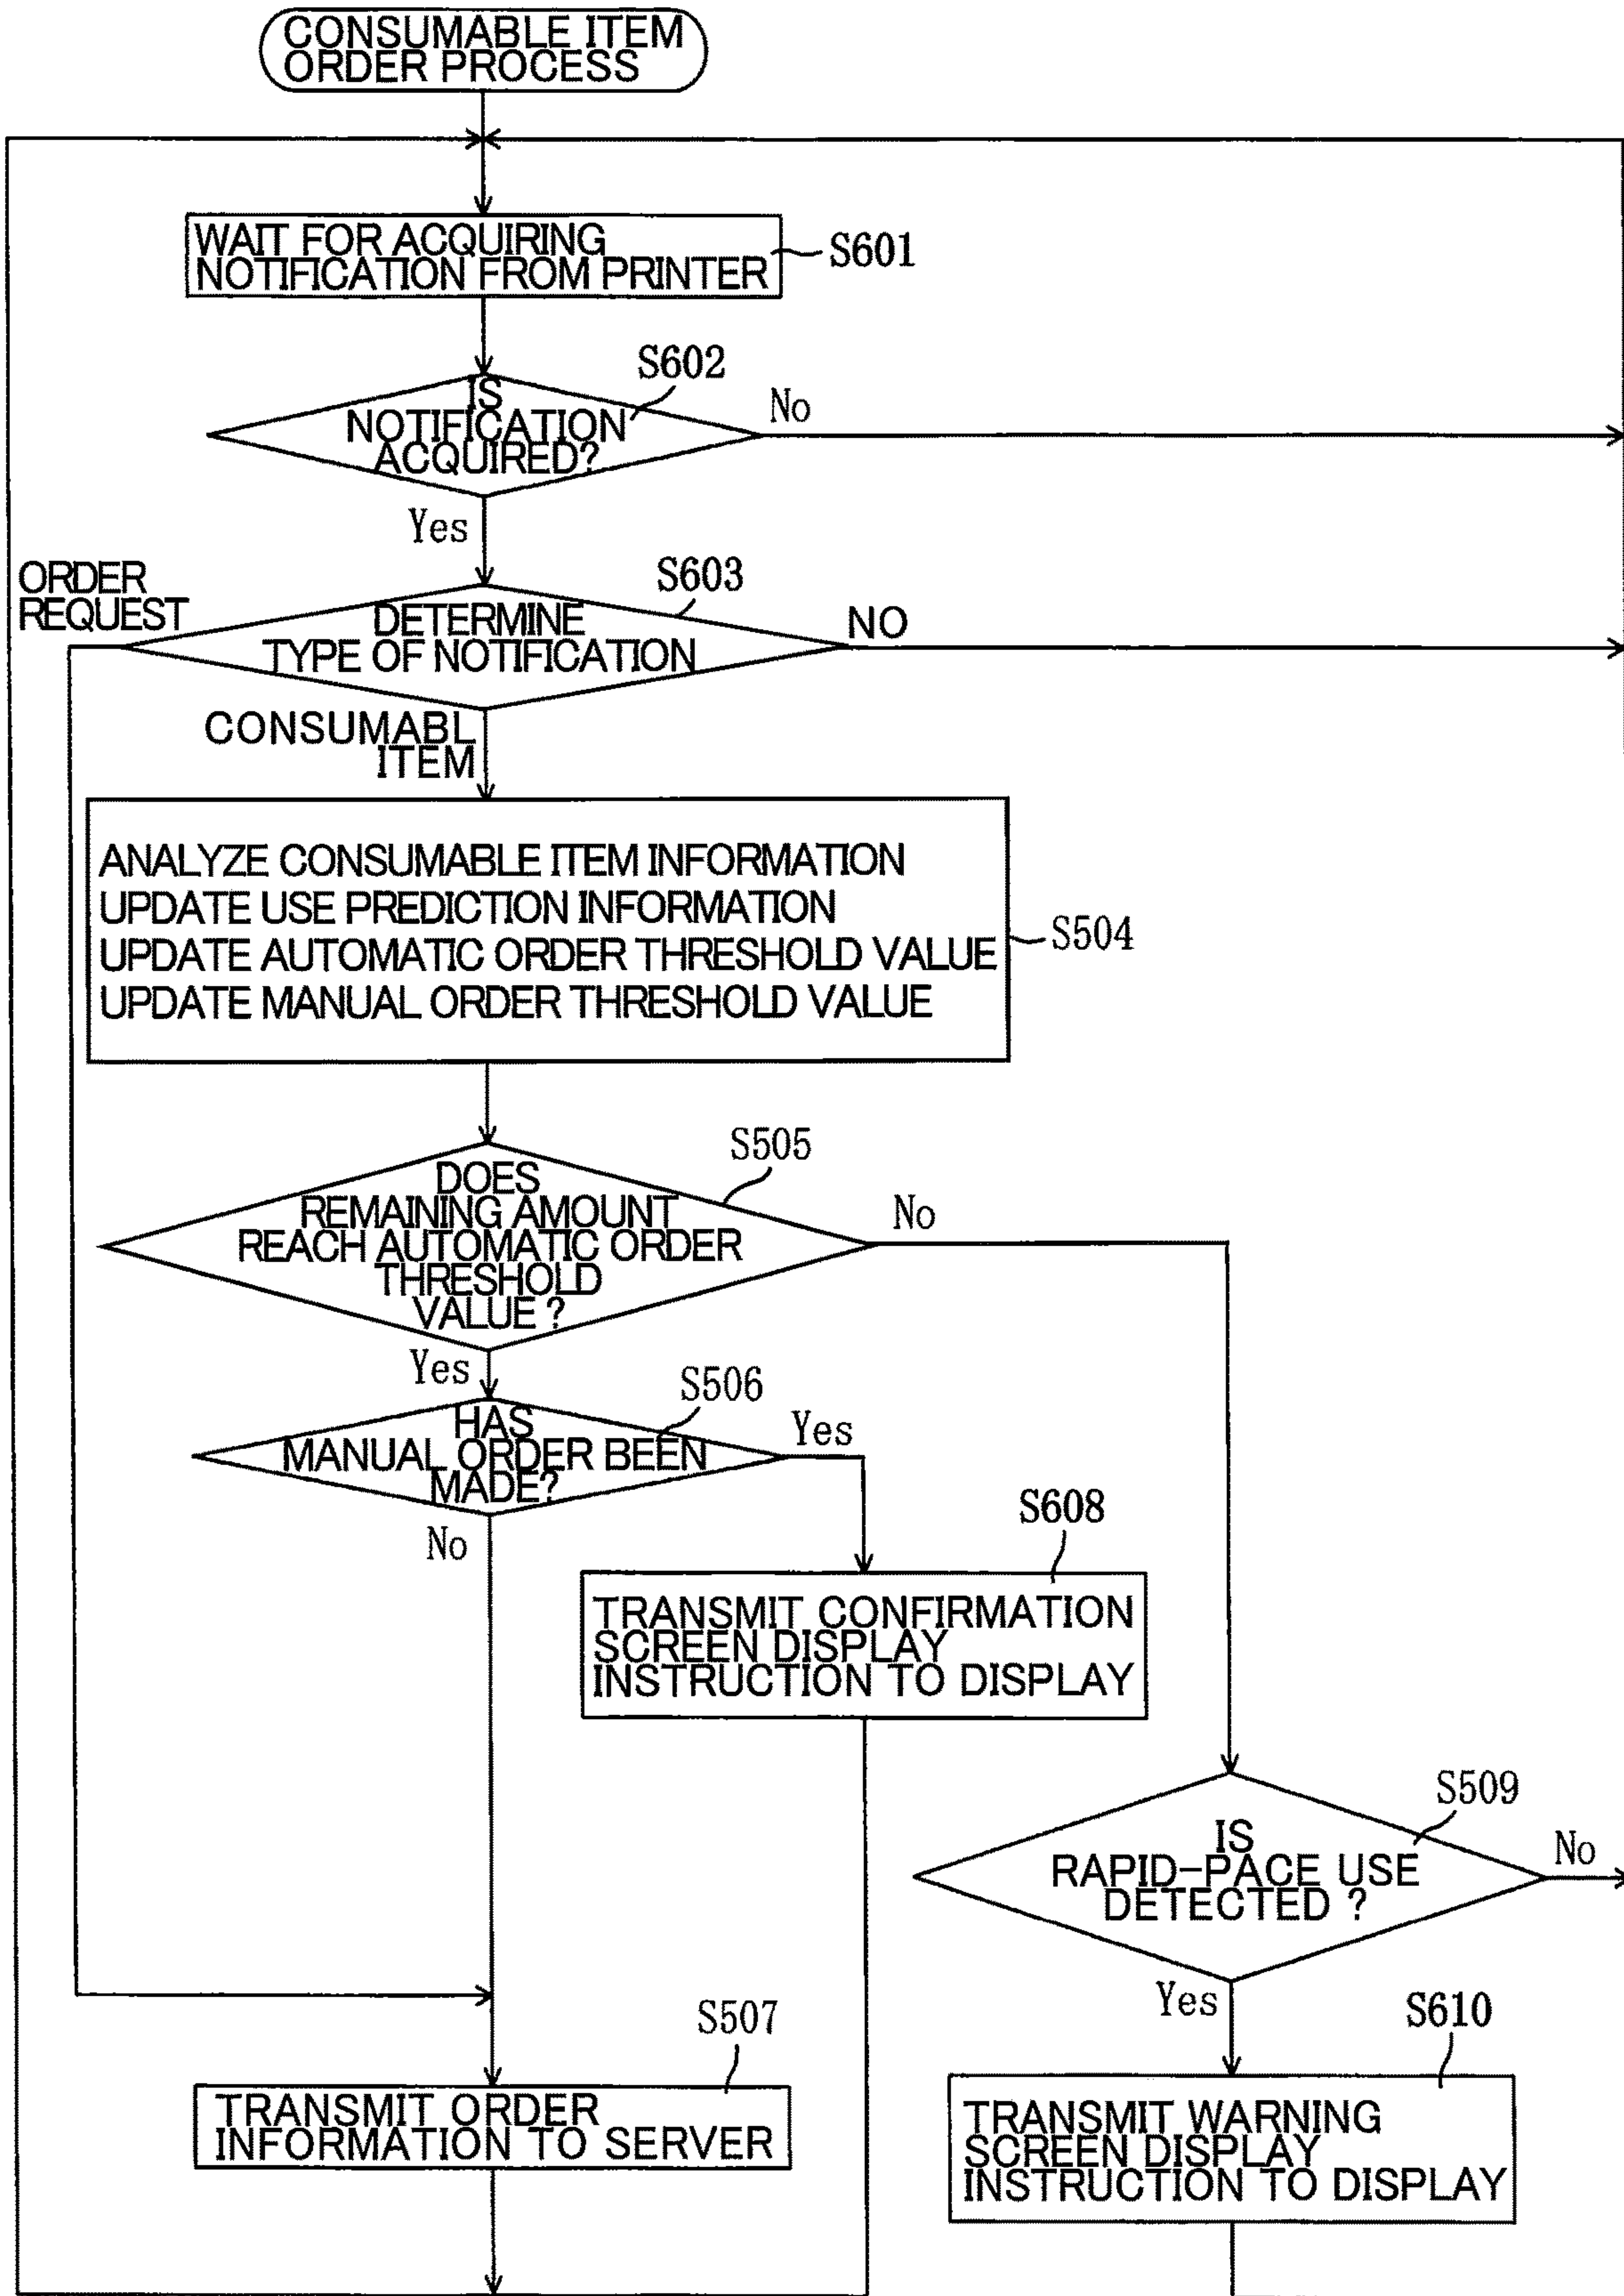 CONSUMABLE ITEM
ORDER PROCESS
WAIT FOR ACQUIRING
NOTIFICATION FROM PRINTER
S601
S602
IS
NOTIFICATION
ACQUIRED?
No
Yes
ORDER
REQUEST
S603
DETERMINE
TYPE OF NOTIFICATION
NO
CONSUMABL
ITEM
ANALYZE CONSUMABLE ITEM INFORMATION
UPDATE USE PREDICTION INFORMATION
UPDATE AUTOMATIC ORDER THRESHOLD VALUE
UPDATE MANUAL ORDER THRESHOLD VALUE
S504
S505
DOES
REMAINING AMOUNT
REACH AUTOMATIC ORDER
THRESHOLD
VALUE ?
No
Yes
S506
HAS
MANUAL ORDER BEEN
MADE?
Yes
No
S608
TRANSMIT CONFIRMATION
SCREEN DISPLAY
INSTRUCTION TO DISPLAY
S509
IS
RAPID-PACE USE
DETECTED ?
No
Yes
S507
TRANSMIT ORDER
INFORMATION TO SERVER
S610
TRANSMIT WARNING
SCREEN DISPLAY
INSTRUCTION TO DISPLAY